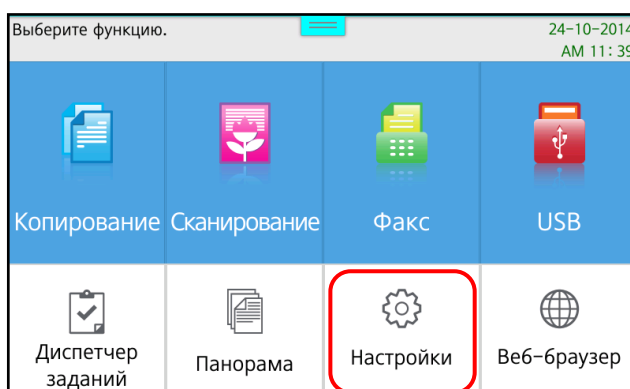 Выберите функцию.
24-10-2014
AM 11:39
Копирование Сканирование Факс USB
Диспетчер
заданий
Панорама
Настройки
Веб-браузер